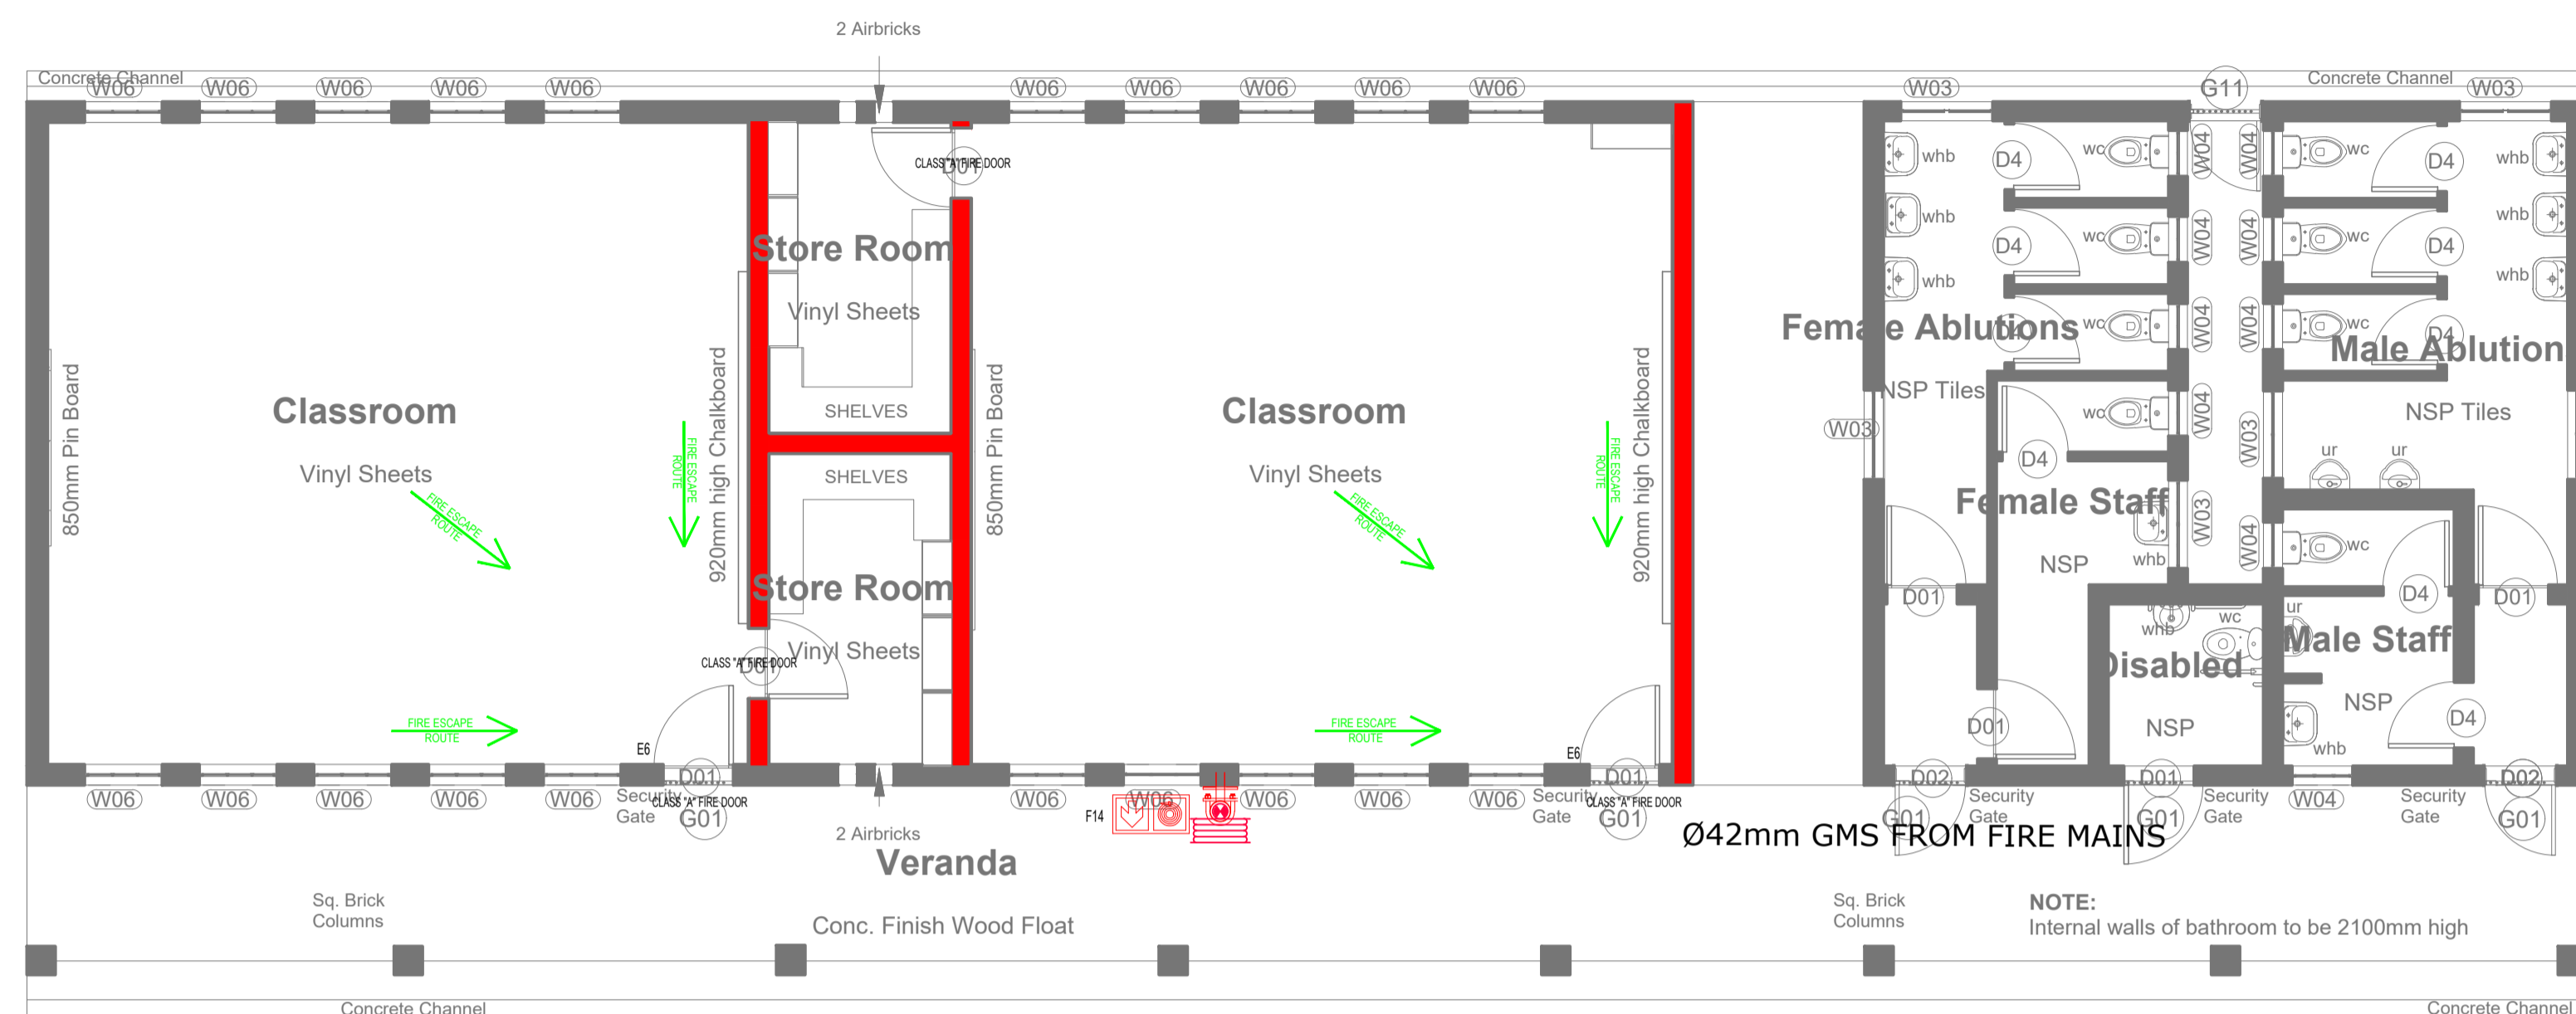 2 Airbricks
Concrete Channel
Concrete Channel
W06 W06 W06 W06 W06
W06 W06 W06 W06 W06
W03
G11
W03
CLASS "A" FIRE DOOR
D01
Store Room
Vinyl Sheets
SHELVES
SHELVES
Store Room
Vinyl Sheets
CLASS "A" FIRE DOOR
D01
850mm Pin Board
Classroom
Vinyl Sheets
920mm high Chalkboard
FIRE ESCAPE
ROUTE
FIRE ESCAPE
ROUTE
FIRE ESCAPE
ROUTE
E6
850mm Pin Board
Classroom
Vinyl Sheets
920mm high Chalkboard
FIRE ESCAPE
ROUTE
FIRE ESCAPE
ROUTE
FIRE ESCAPE
ROUTE
E6
whb
whb
whb
D4
D4
D4
wc
wc
wc
wc
W04
W04
W04
W04
W03
W04
W04
W04
W03
W04
wc
wc
wc
D4
D4
D4
whb
whb
whb
Female Ablutions
NSP Tiles
W03
Male Ablution
NSP Tiles
ur
ur
D4
Female Staff
NSP
whb
wc
D01
D01
D4
D01
whb
wc
Disabled
NSP
ur
Male Staff
NSP
whb
D4
W06 W06 W06 W06 W06
D01
Security
Gate
CLASS "A" FIRE DOOR
G01
2 Airbricks
W06 W06 W06 W06 W06
F14
D01
Security
Gate
CLASS "A" FIRE DOOR
G01
D02
G01
Security
Gate
D01
G01
Security
Gate
W04
Security
Gate
D02
G01
Ø42mm GMS FROM FIRE MAINS
Veranda
Conc. Finish Wood Float
Sq. Brick
Columns
Sq. Brick
Columns
NOTE:
Internal walls of bathroom to be 2100mm high
Concrete Channel
Concrete Channel